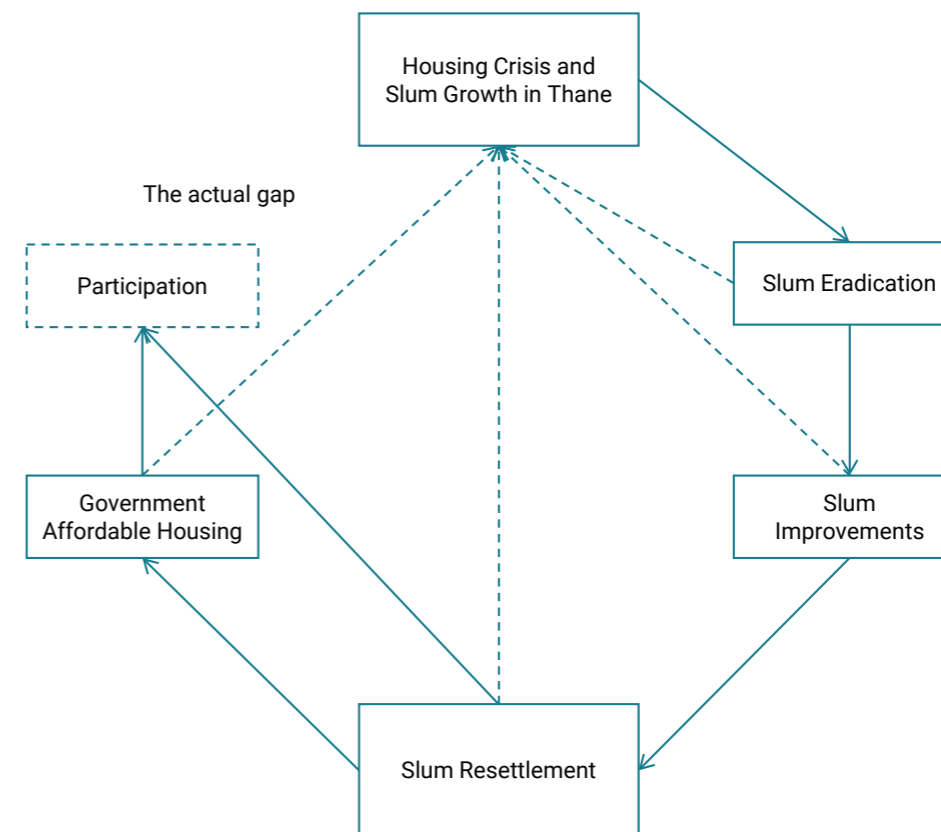 Housing Crisis and
Slum Growth in Thane
The actual gap
Participation
Slum Eradication
Government
Affordable Housing
Slum
Improvements
Slum Resettlement